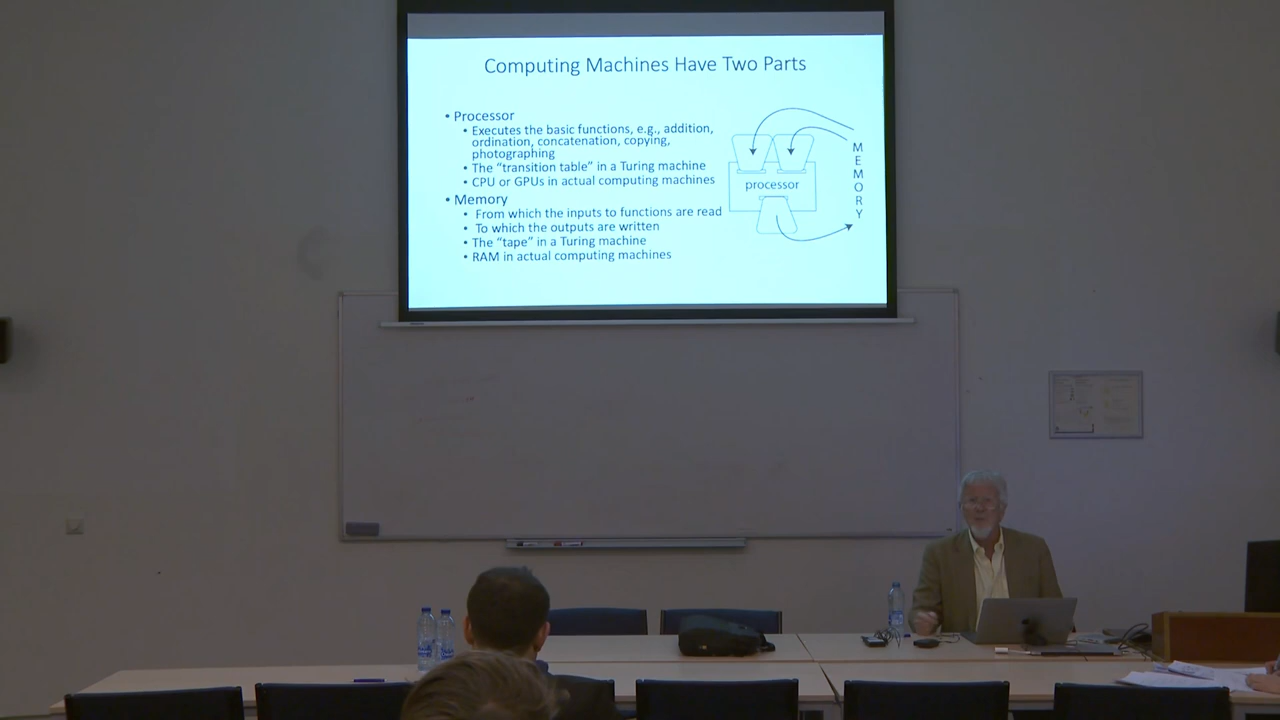 Computing Machines Have Two Parts
• Processor
• Executes the basic functions, e.g., addition,
ordination, concatenation, copying,
photographing
• The “transition table” in a Turing machine
• CPU or GPUs in actual computing machines
• Memory
• From which the inputs to functions are read
• To which the outputs are written
• The “tape” in a Turing machine
• RAM in actual computing machines
processor
M
E
M
O
R
Y